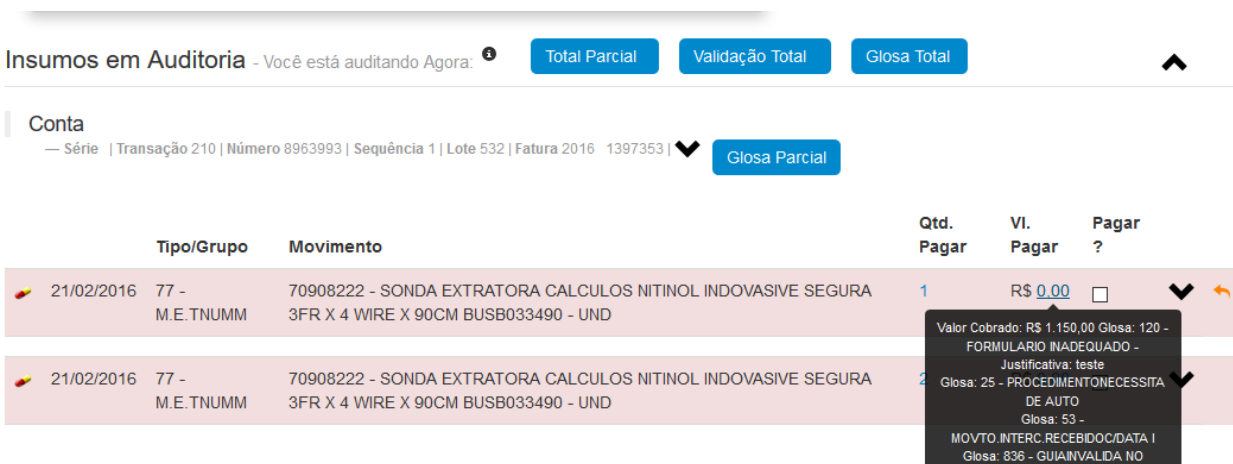 Insumos em Auditoria - Você está auditando Agora: Total Parcial Validação Total Glosa Total
Conta
— Série | Transação 210 | Número 8963993 | Sequência 1 | Lote 532 | Fatura 2016 1397353 | Glosa Parcial
Qtd. Vl. Pagar
Tipo/Grupo Movimento Pagar Pagar ?
21/02/2016 77 - 70908222 - SONDA EXTRATORA CALCULOS NITINOL INDOVASIVE SEGURA 1 R$ 0,00
M.E.TNUMM 3FR X 4 WIRE X 90CM BUSB033490 - UND
Valor Cobrado: R$ 1.150,00 Glosa: 120 -
FORMULARIO INADEQUADO -
Justificativa: teste
21/02/2016 77 - 70908222 - SONDA EXTRATORA CALCULOS NITINOL INDOVASIVE SEGURA 2
M.E.TNUMM 3FR X 4 WIRE X 90CM BUSB033490 - UND
Glosa: 25 - PROCEDIMENTONECESSITA
DE AUTO
Glosa: 53 -
MOVTO.INTERC.RECEBIDOC/DATA I
Glosa: 836 - GUIAINVALIDA NO